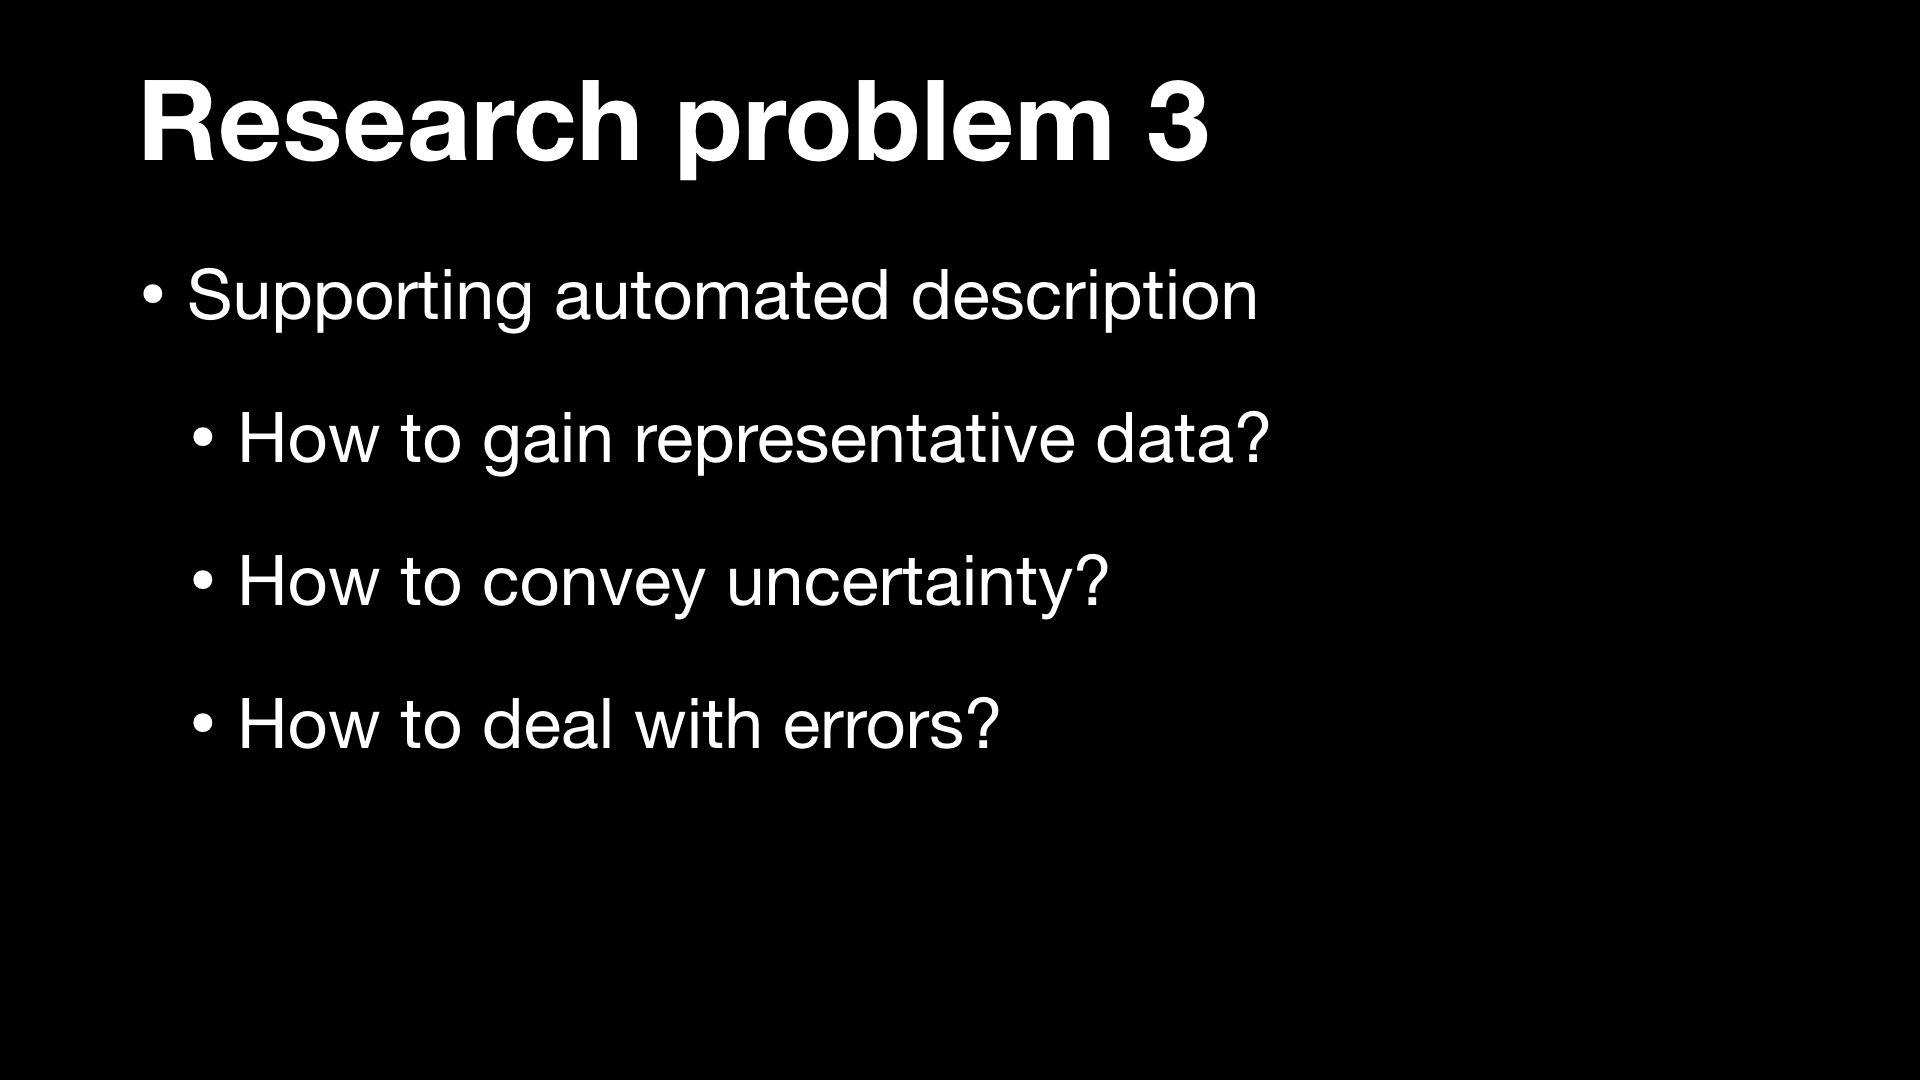 Research problem 3
• Supporting automated description
• How to gain representative data?
• How to convey uncertainty?
• How to deal with errors?